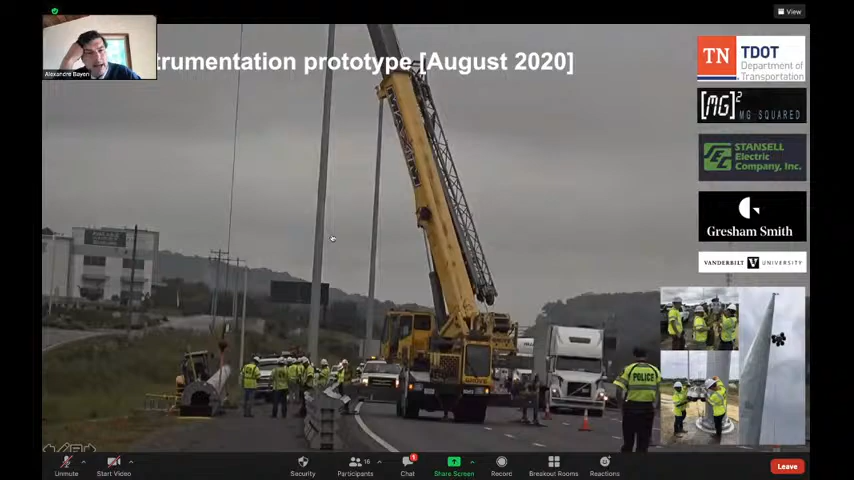 View
Alexandre Bayen
trumentation prototype [August 2020]
TN
TDOT
Department of
Transportation
[MG]²
MG SQUARED
STANSELL
Electric
Company, Inc.
Gresham Smith
VANDERBILT V UNIVERSITY
POLICE
GROVE
Unmute
Start Video
Security
Participants
16
Chat
1
Share Screen
Record
Breakout Rooms
Reactions
Leave